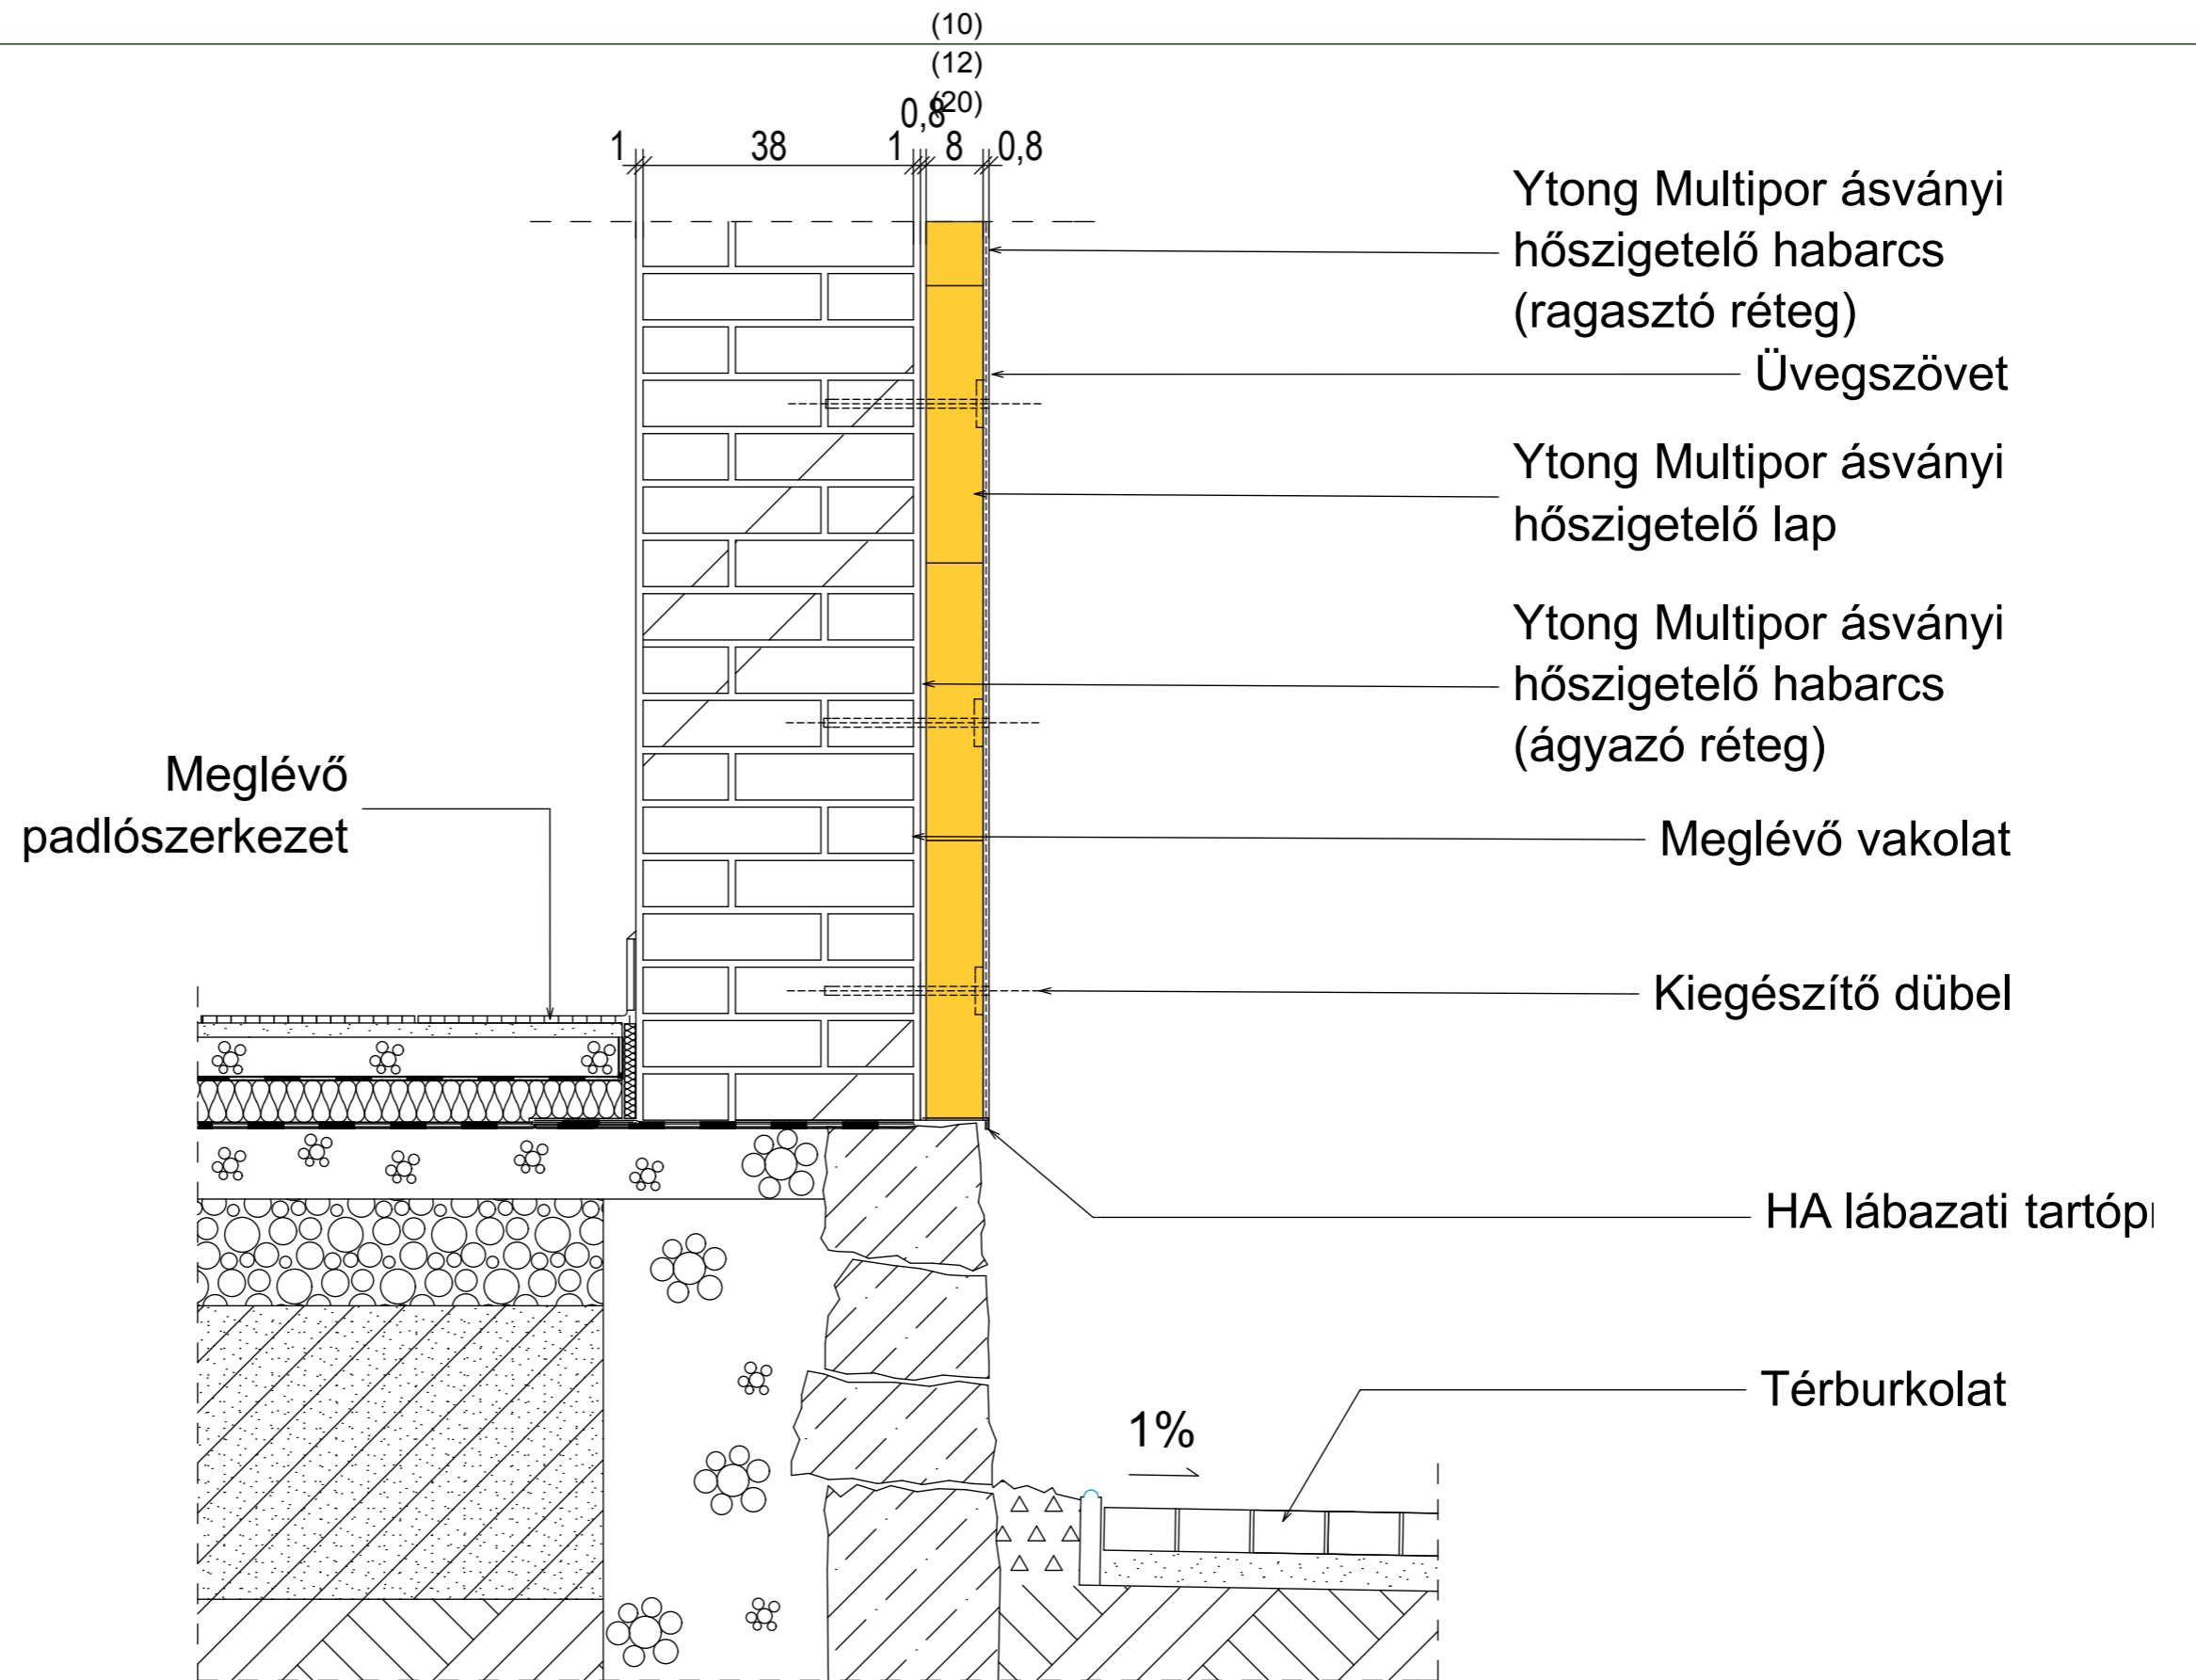 (10)
(12)
(20)
0,8
1
38
1
8
0,8
Ytong Multipor ásványi
hőszigetelő habarcs
(ragasztó réteg)
Üvegszövet
Ytong Multipor ásványi
hőszigetelő lap
Ytong Multipor ásványi
hőszigetelő habarcs
(ágyazó réteg)
Meglévő
padlószerkezet
Meglévő vakolat
Kiegészítő dübel
HA lábazati
Térburkolat
1%